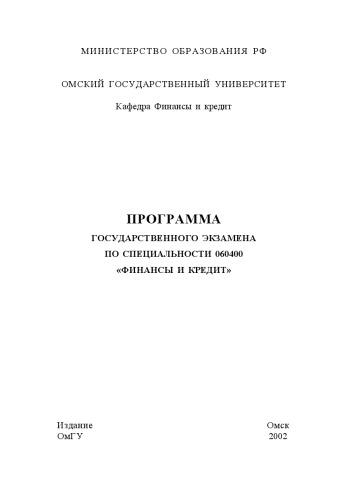 МИНИСТЕРСТВО ОБРАЗОВАНИЯ РФ
ОМСКИЙ ГОСУДАРСТВЕННЫЙ УНИВЕРСИТЕТ
Кафедра Финансы и кредит
ПРОГРАММА
ГОСУДАРСТВЕННОГО ЭКЗАМЕНА
ПО СПЕЦИАЛЬНОСТИ 060400
«ФИНАНСЫ И КРЕДИТ»
Издание Омск
ОмГУ 2002